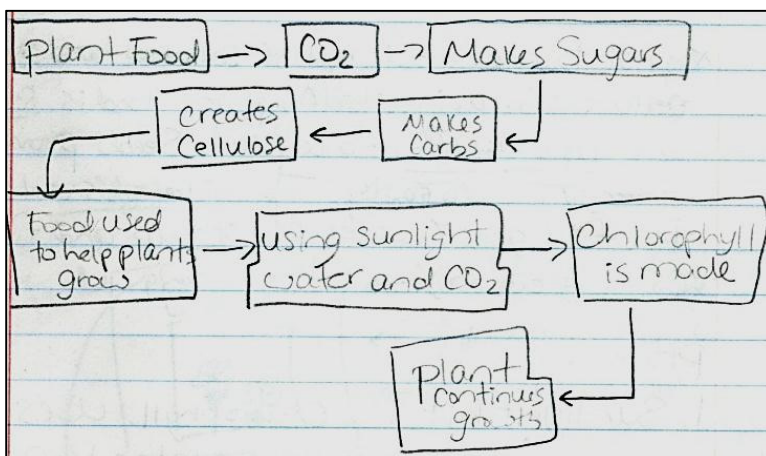 Plant Food
CO₂
Makes Sugars
Makes
Carbs
creates
Cellulose
Food used
to help plants
grow
using sunlight
water and CO₂
Chlorophyll
is made
plant
continues
growth